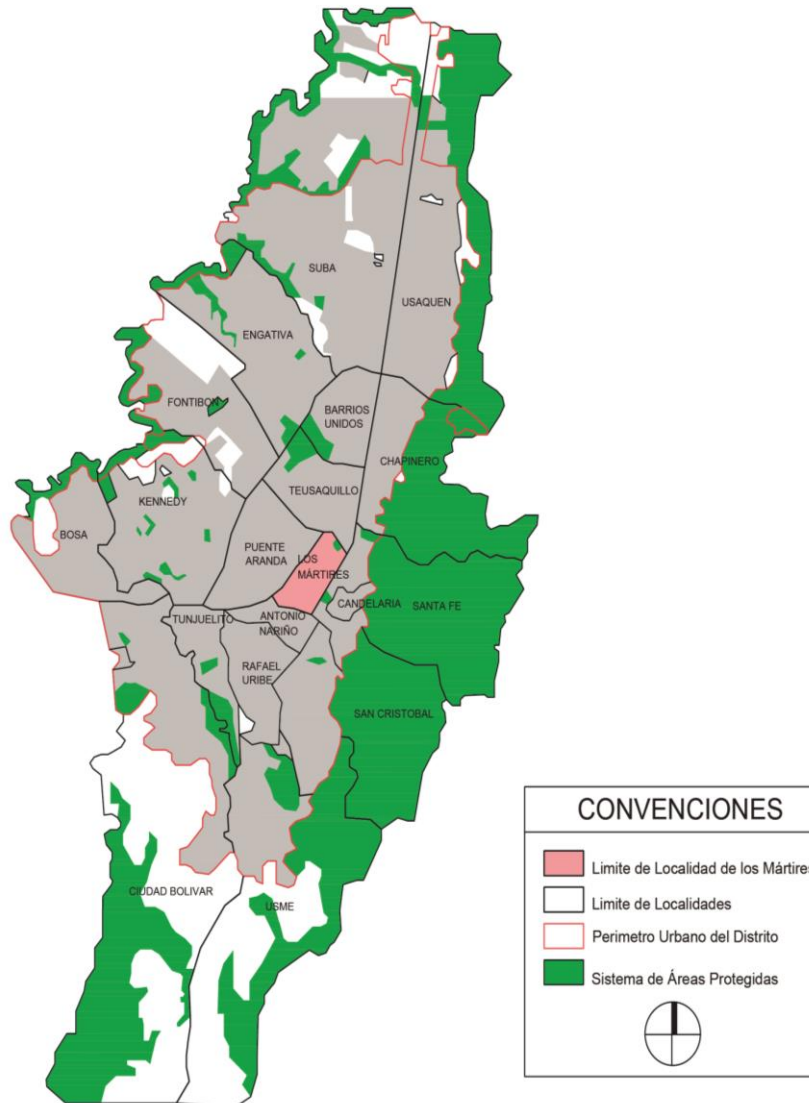 SUBA
USAQUEN
ENGATIVA
FONTIBON
BARRIOS
UNIDOS
CHAPINERO
TEUSAQUILLO
KENNEDY
BOSA
PUENTE
ARANDA
LOS
MÁRTIRES
CANDELARIA
SANTA FE
TUNJUELITO
ANTONIO
NARIÑO
RAFAEL
URIBE
SAN CRISTOBAL
CIUDAD BOLIVAR
USME
CONVENCIONES
Limite de Localidad de los Mártires
Limite de Localidades
Perimetro Urbano del Distrito
Sistema de Áreas Protegidas